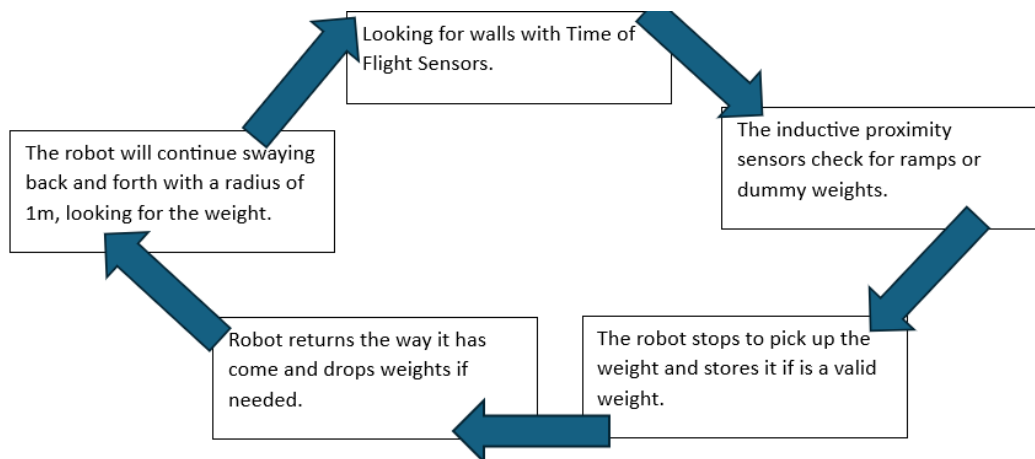 Looking for walls with Time of
Flight Sensors.
The inductive proximity
sensors check for ramps or
dummy weights.
The robot stops to pick up the
weight and stores it if is a valid
weight.
Robot returns the way it has
come and drops weights if
needed.
The robot will continue swaying
back and forth with a radius of
1m, looking for the weight.